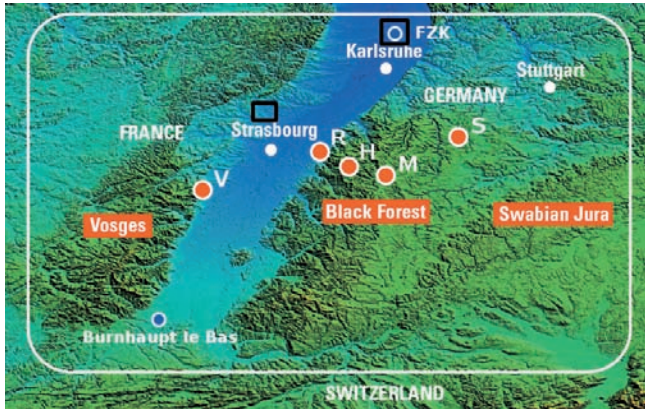 FZK
Karlsruhe
Stuttgart
GERMANY
FRANCE
Strasbourg
S
R
H
M
V
Black Forest
Swabian Jura
Vosges
Burnhaupt le Bas
SWITZERLAND